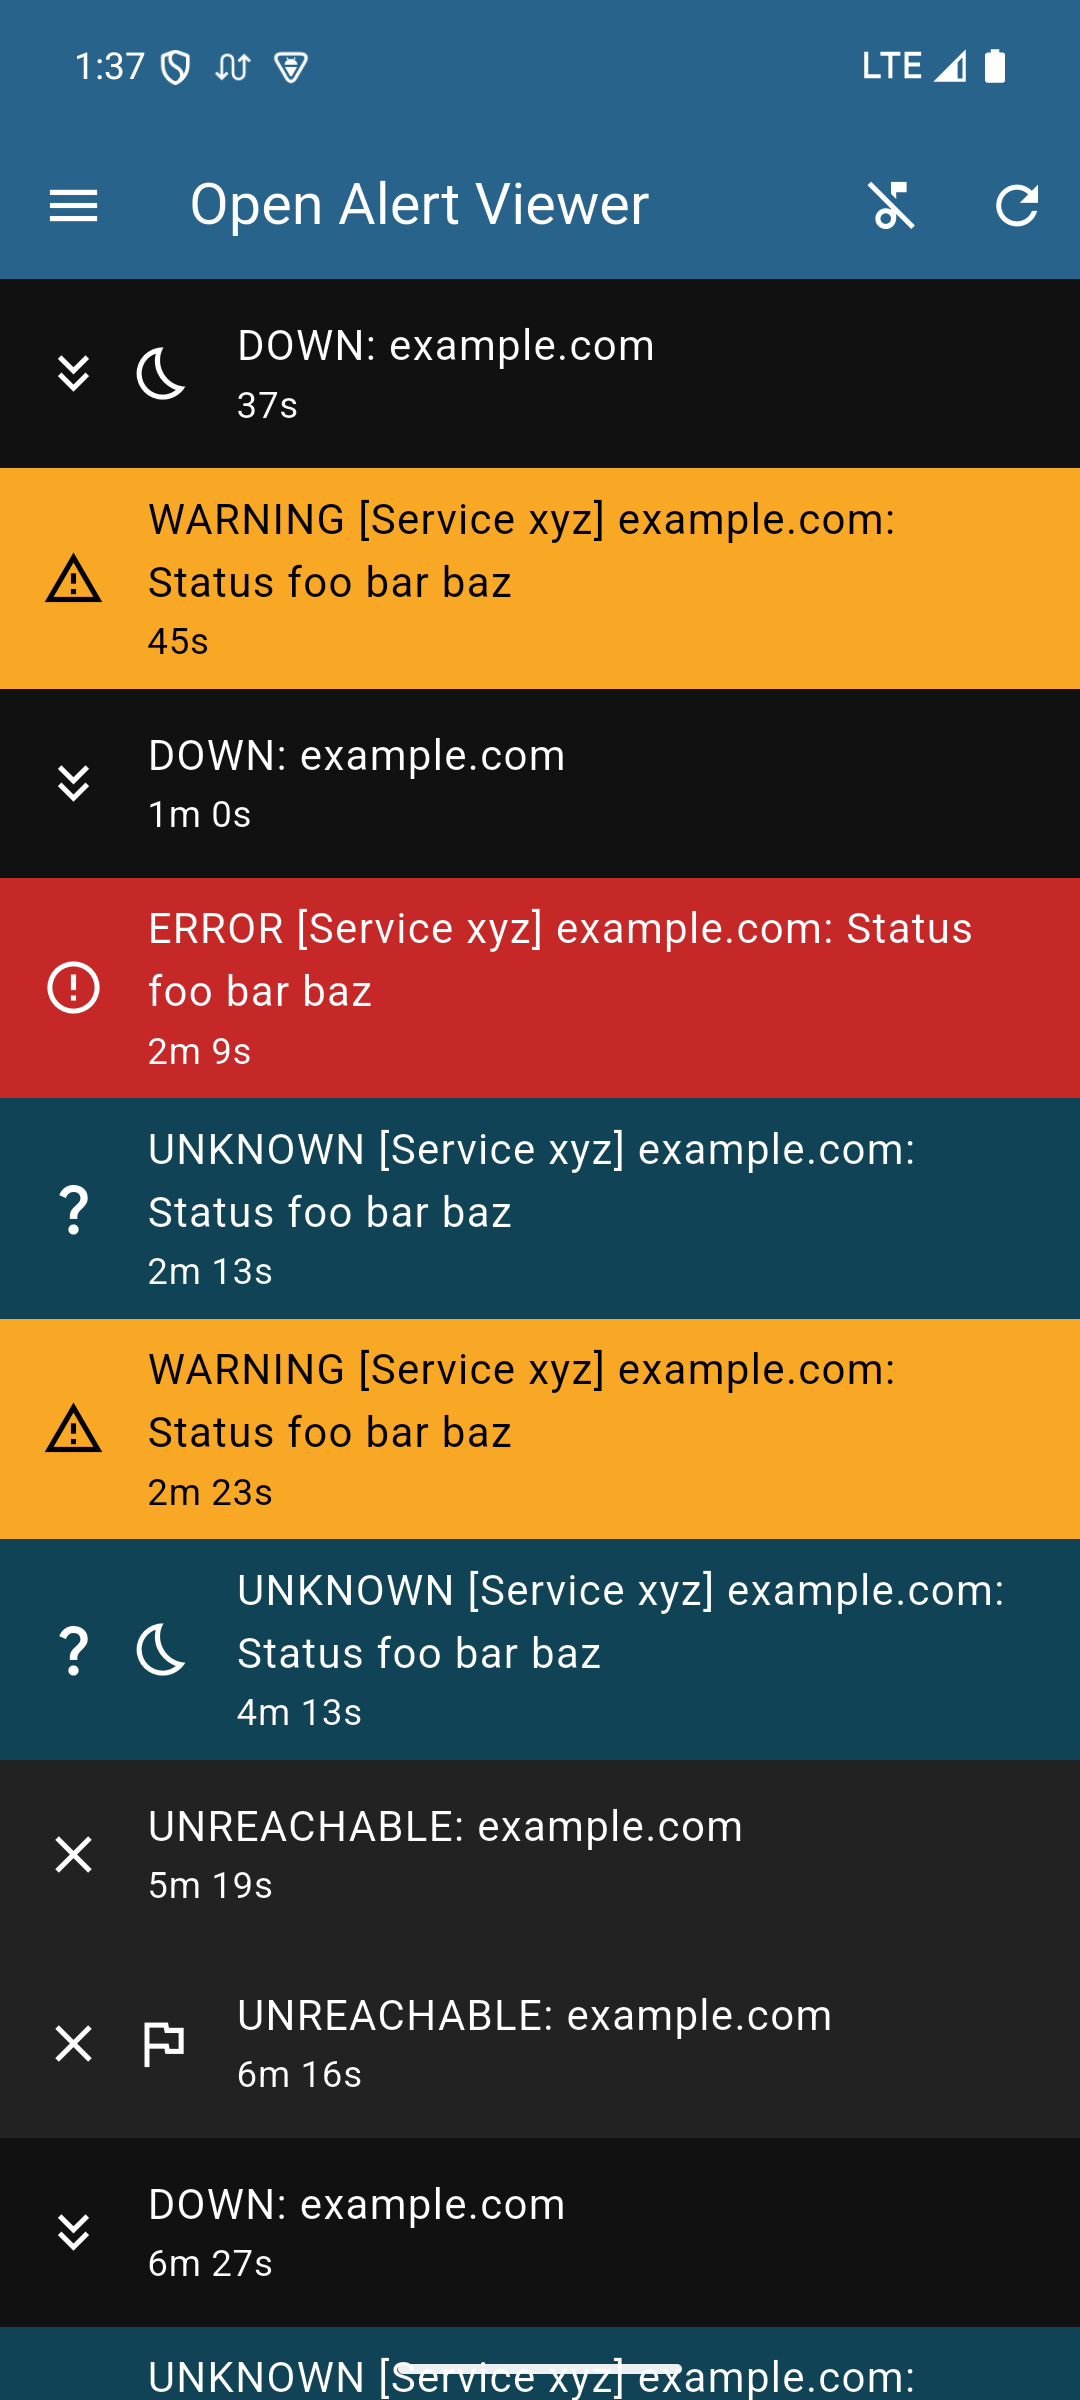 1:37
LTE
Open Alert Viewer
DOWN: example.com
37s
WARNING [Service xyz] example.com:
Status foo bar baz
45s
DOWN: example.com
1m 0s
ERROR [Service xyz] example.com: Status
foo bar baz
2m 9s
UNKNOWN [Service xyz] example.com:
Status foo bar baz
2m 13s
WARNING [Service xyz] example.com:
Status foo bar baz
2m 23s
UNKNOWN [Service xyz] example.com:
Status foo bar baz
4m 13s
UNREACHABLE: example.com
5m 19s
UNREACHABLE: example.com
6m 16s
DOWN: example.com
6m 27s
UNKNOWN [Service xyz] example.com: